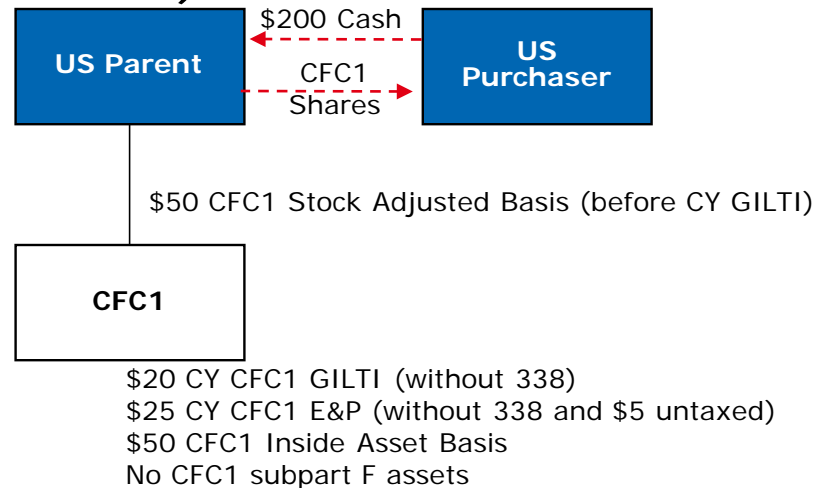 $200 Cash
US Parent
US
Purchaser
CFC1
Shares
$50 CFC1 Stock Adjusted Basis (before CY GILTI)
CFC1
$20 CY CFC1 GILTI (without 338)
$25 CY CFC1 E&P (without 338 and $5 untaxed)
$50 CFC1 Inside Asset Basis
No CFC1 subpart F assets